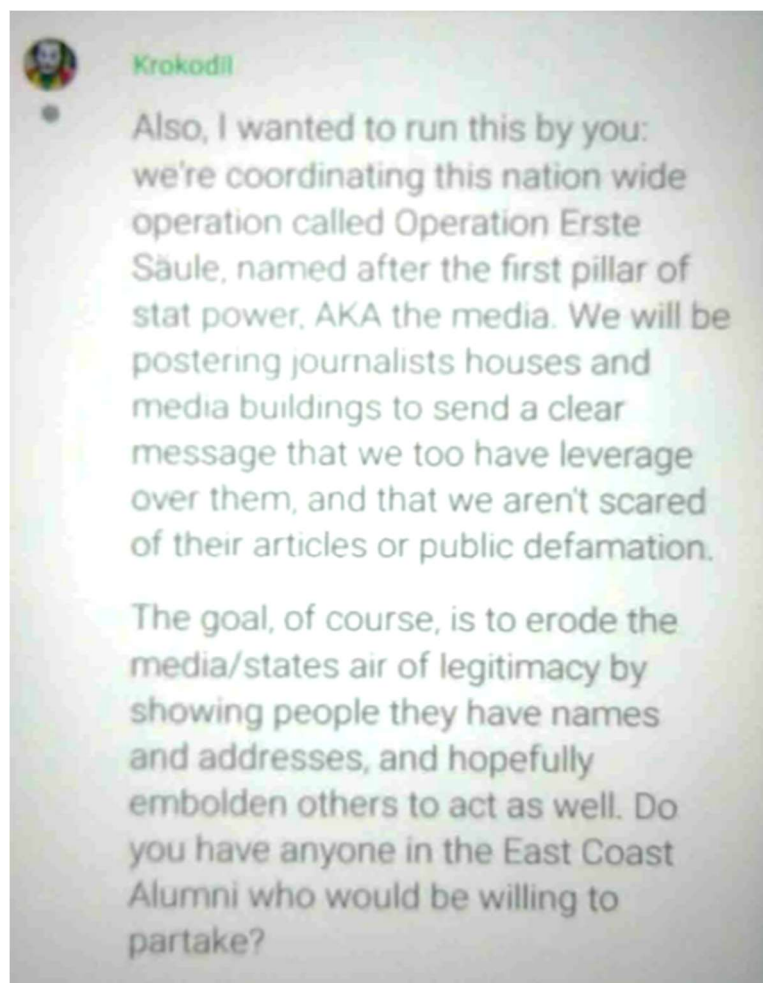 Krokodil
Also, I wanted to run this by you:
we're coordinating this nation wide
operation called Operation Erste
Säule, named after the first pillar of
stat power, AKA the media. We will be
postering journalists houses and
media buildings to send a clear
message that we too have leverage
over them, and that we aren't scared
of their articles or public defamation.
The goal, of course, is to erode the
media/states air of legitimacy by
showing people they have names
and addresses, and hopefully
embolden others to act as well. Do
you have anyone in the East Coast
Alumni who would be willing to
partake?